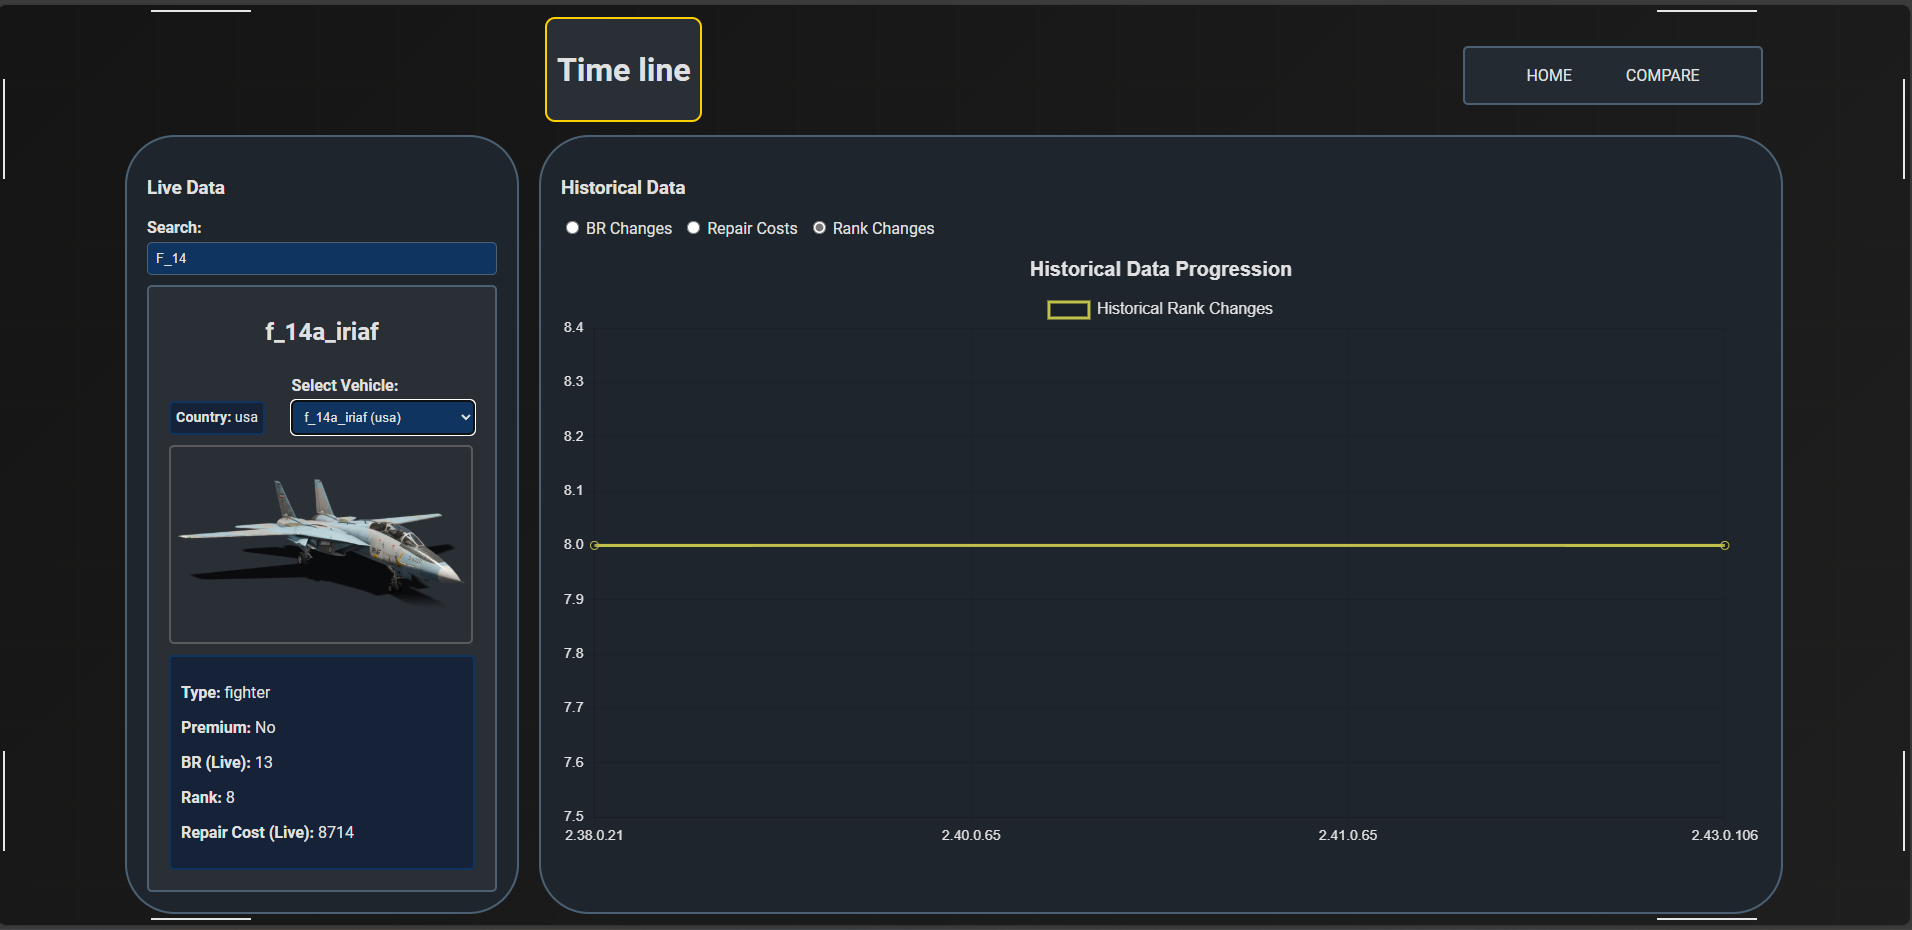 Time line
HOME COMPARE
Live Data
Search:
F_14
f_14a_iriaf
Select Vehicle:
Country: usa
f_14a_iriaf (usa)
Type: fighter
Premium: No
BR (Live): 13
Rank: 8
Repair Cost (Live): 8714
Historical Data
BR Changes Repair Costs Rank Changes
Historical Data Progression
Historical Rank Changes
8.4
8.3
8.2
8.1
8.0
7.9
7.8
7.7
7.6
7.5
2.38.0.21 2.40.0.65 2.41.0.65 2.43.0.106